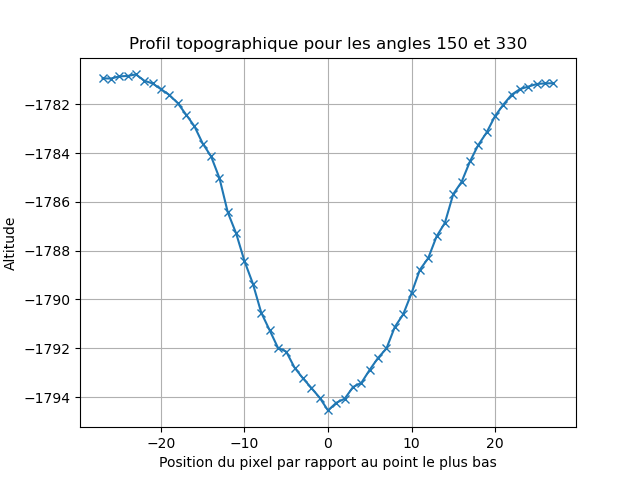 Profil topographique pour les angles 150 et 330
−1782
−1784
−1786
−1788
−1790
−1792
−1794
Altitude
−20 −10 0 10 20
Position du pixel par rapport au point le plus bas